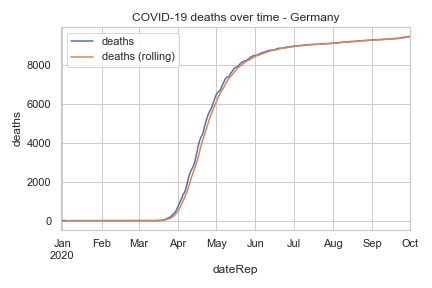 COVID-19 deaths over time - Germany
deaths
deaths (rolling)
deaths
8000
6000
4000
2000
0
Jan Feb Mar Apr May Jun Jul Aug Sep Oct
2020
dateRep